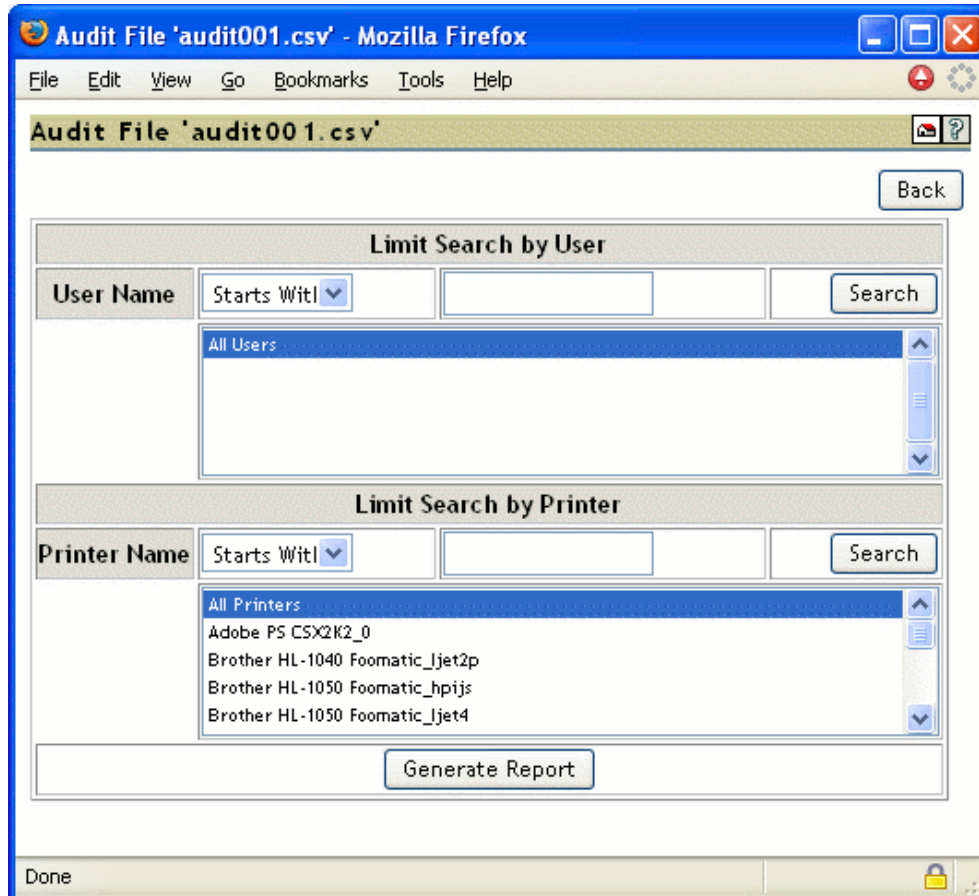 Audit File 'audit001.csv' - Mozilla Firefox
File Edit View Go Bookmarks Tools Help
Audit File 'audit001.csv'
Back
Limit Search by User
User Name Starts Witl Search
All Users
Limit Search by Printer
Printer Name Starts Witl Search
All Printers
Adobe PS CSX2K2_0
Brother HL-1040 Foomatic_ljet2p
Brother HL-1050 Foomatic_hpijs
Brother HL-1050 Foomatic_ljet4
Generate Report
Done